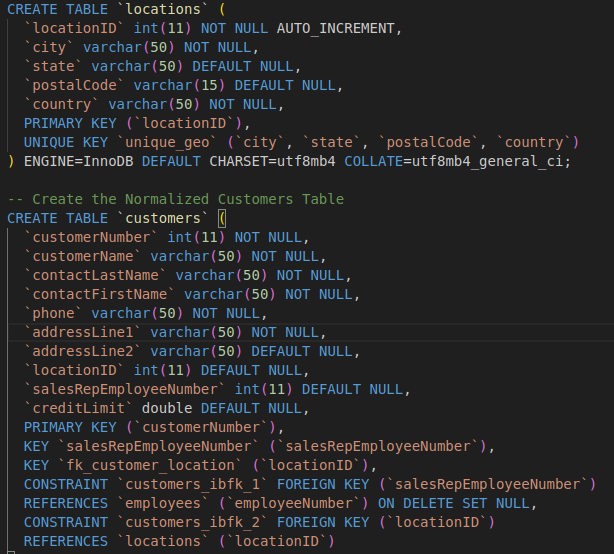 CREATE TABLE `locations` (
  `locationID` int(11) NOT NULL AUTO_INCREMENT,
  `city` varchar(50) NOT NULL,
  `state` varchar(50) DEFAULT NULL,
  `postalCode` varchar(15) DEFAULT NULL,
  `country` varchar(50) NOT NULL,
  PRIMARY KEY (`locationID`),
  UNIQUE KEY `unique_geo` (`city`, `state`, `postalCode`, `country`)
) ENGINE=InnoDB DEFAULT CHARSET=utf8mb4 COLLATE=utf8mb4_general_ci;

-- Create the Normalized Customers Table
CREATE TABLE `customers` (
  `customerNumber` int(11) NOT NULL,
  `customerName` varchar(50) NOT NULL,
  `contactLastName` varchar(50) NOT NULL,
  `contactFirstName` varchar(50) NOT NULL,
  `phone` varchar(50) NOT NULL,
  `addressLine1` varchar(50) NOT NULL,
  `addressLine2` varchar(50) DEFAULT NULL,
  `locationID` int(11) DEFAULT NULL,
  `salesRepEmployeeNumber` int(11) DEFAULT NULL,
  `creditLimit` double DEFAULT NULL,
  PRIMARY KEY (`customerNumber`),
  KEY `salesRepEmployeeNumber` (`salesRepEmployeeNumber`),
  KEY `fk_customer_location` (`locationID`),
  CONSTRAINT `customers_ibfk_1` FOREIGN KEY (`salesRepEmployeeNumber`)
  REFERENCES `employees` (`employeeNumber`) ON DELETE SET NULL,
  CONSTRAINT `customers_ibfk_2` FOREIGN KEY (`locationID`)
  REFERENCES `locations` (`locationID`)